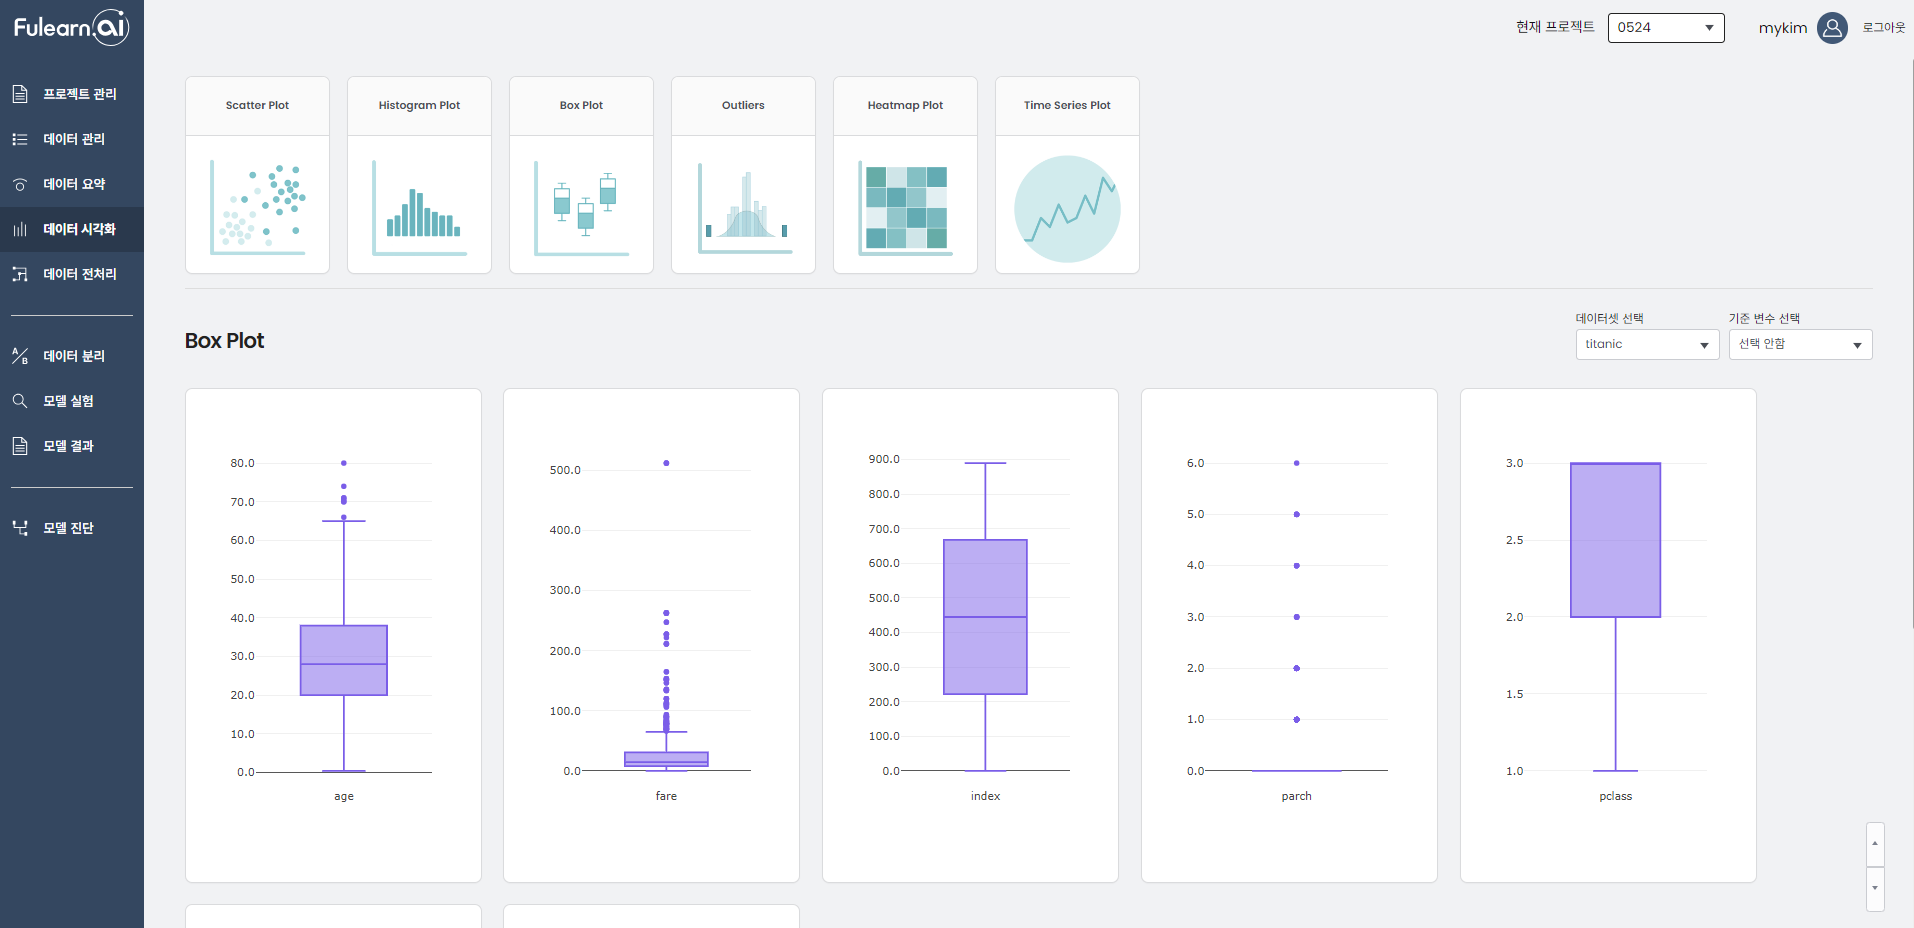 Fulearn.ai
현재 프로젝트
0524
mykim
로그아웃
프로젝트 관리
데이터 관리
데이터 요약
데이터 시각화
데이터 전처리
데이터 분리
A/B
모델 실험
모델 결과
모델 진단
Scatter Plot
Histogram Plot
Box Plot
Outliers
Heatmap Plot
Time Series Plot
Box Plot
데이터셋 선택
titanic
기준 변수 선택
선택 안함
80.0
70.0
60.0
50.0
40.0
30.0
20.0
10.0
0.0
age
500.0
400.0
300.0
200.0
100.0
0.0
fare
900.0
800.0
700.0
600.0
500.0
400.0
300.0
200.0
100.0
0.0
index
6.0
5.0
4.0
3.0
2.0
1.0
0.0
parch
3.0
2.5
2.0
1.5
1.0
pclass